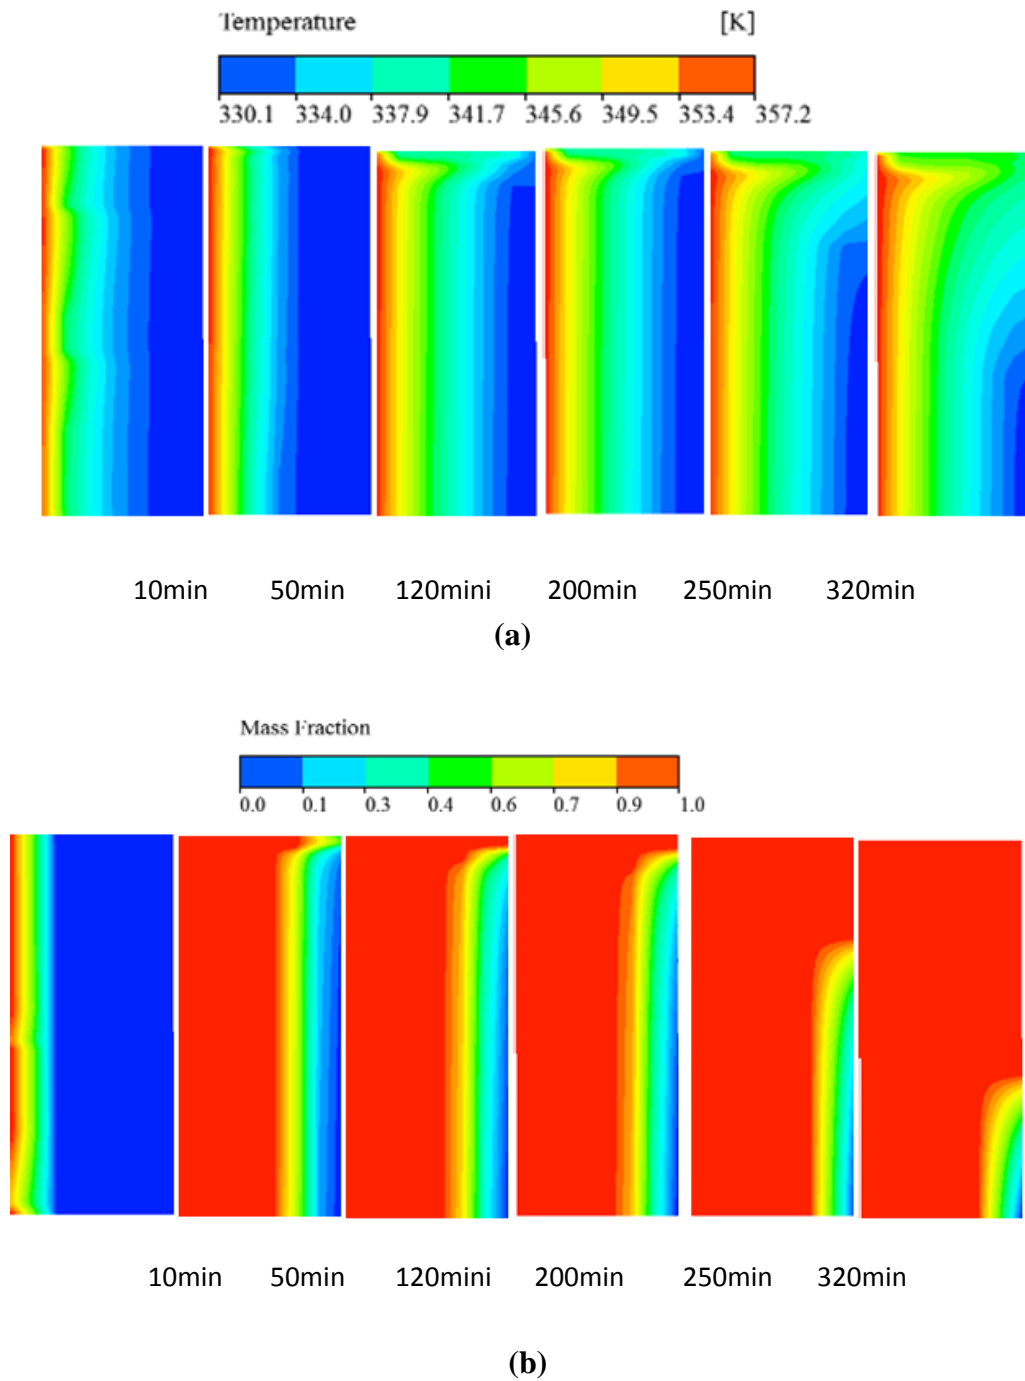 Temperature [K]
330.1 334.0 337.9 341.7 345.6 349.5 353.4 357.2
10min 50min 120mini 200min 250min 320min
(a)
Mass Fraction
0.0 0.1 0.3 0.4 0.6 0.7 0.9 1.0
10min 50min 120mini 200min 250min 320min
(b)